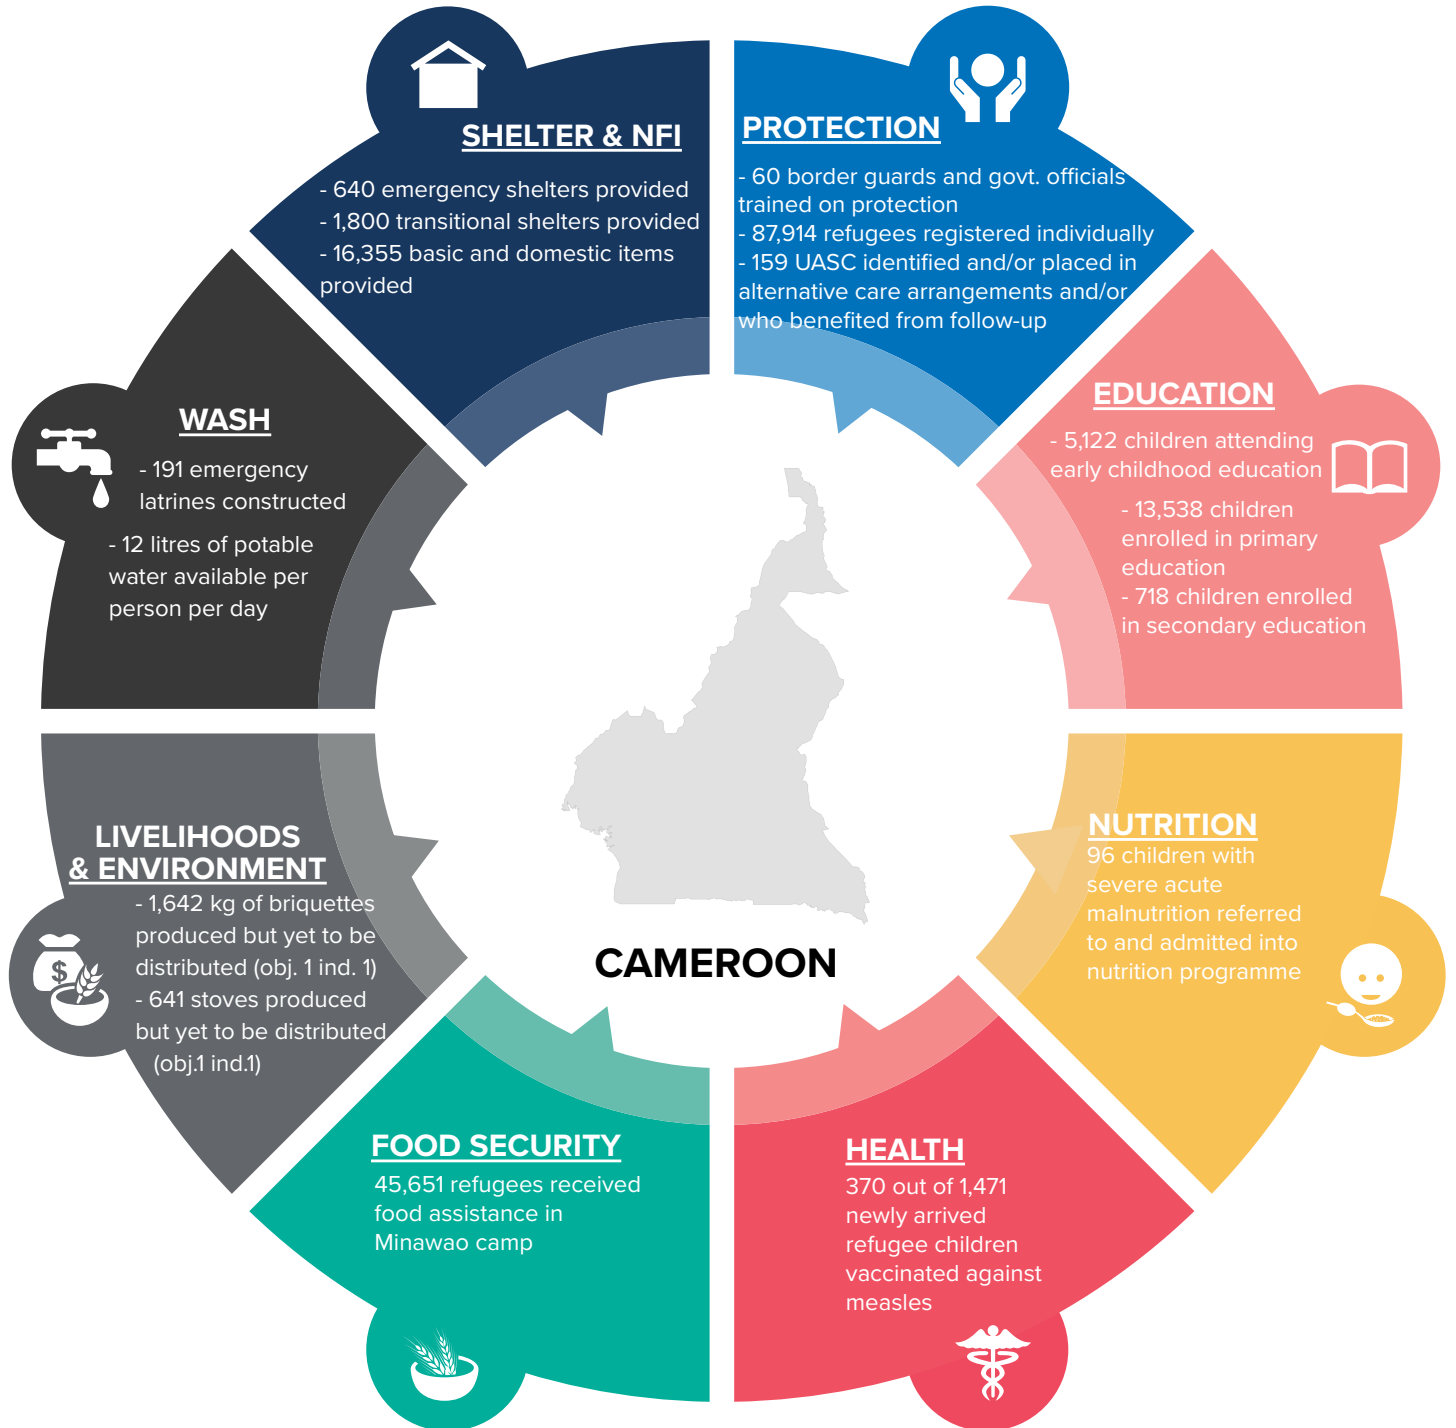 SHELTER & NFI
- 640 emergency shelters provided
- 1,800 transitional shelters provided
- 16,355 basic and domestic items
provided
PROTECTION
- 60 border guards and govt. officials
trained on protection
- 87,914 refugees registered individually
- 159 UASC identified and/or placed in
alternative care arrangements and/or
who benefited from follow-up
WASH
- 191 emergency
latrines constructed
- 12 litres of potable
water available per
person per day
EDUCATION
- 5,122 children attending
early childhood education
- 13,538 children
enrolled in primary
education
- 718 children enrolled
in secondary education
LIVELIHOODS
& ENVIRONMENT
- 1,642 kg of briquettes
produced but yet to be
distributed (obj. 1 ind. 1)
- 641 stoves produced
but yet to be distributed
(obj.1 ind.1)
$
NUTRITION
96 children with
severe acute
malnutrition referred
to and admitted into
nutrition programme
CAMEROON
FOOD SECURITY
45,651 refugees received
food assistance in
Minawao camp
HEALTH
370 out of 1,471
newly arrived
refugee children
vaccinated against
measles